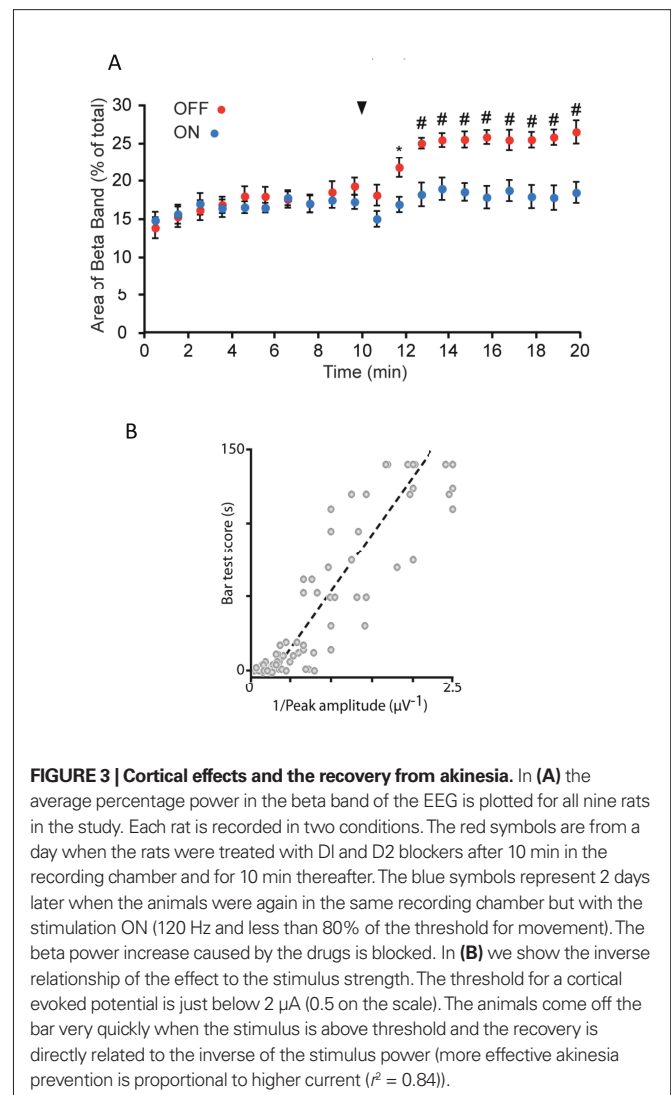 A
30
25
20
15
10
5
0
Area of Beta Band (% of total)
OFF
ON
*
# # # # # # # #
0 2 4 6 8 10 12 14 16 18 20
Time (min)
B
150
Bar test score (s)
0
0 2.5
1/Peak amplitude (µV-1)
FIGURE 3 | Cortical effects and the recovery from akinesia. In (A) the
average percentage power in the beta band of the EEG is plotted for all nine rats
in the study. Each rat is recorded in two conditions. The red symbols are from a
day when the rats were treated with Dl and D2 blockers after 10 min in the
recording chamber and for 10 min thereafter. The blue symbols represent 2 days
later when the animals were again in the same recording chamber but with the
stimulation ON (120 Hz and less than 80% of the threshold for movement). The
beta power increase caused by the drugs is blocked. In (B) we show the inverse
relationship of the effect to the stimulus strength. The threshold for a cortical
evoked potential is just below 2 µA (0.5 on the scale). The animals come off the
bar very quickly when the stimulus is above threshold and the recovery is
directly related to the inverse of the stimulus power (more effective akinesia
prevention is proportional to higher current (r² = 0.84)).